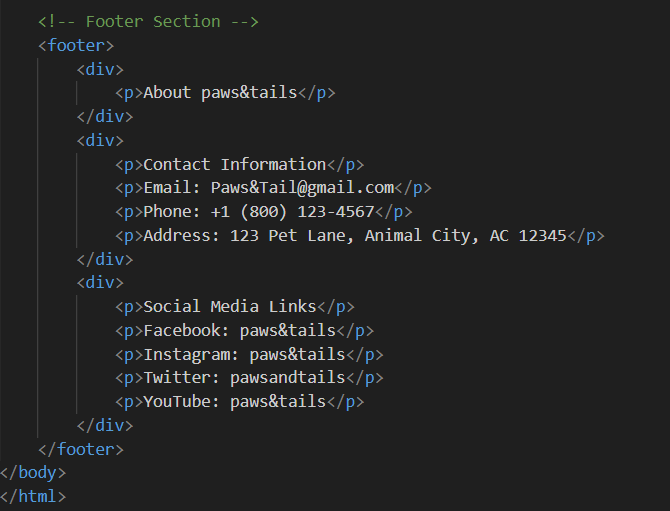 <!-- Footer Section -->
<footer>
<div>
<p>About paws&tails</p>
</div>
<div>
<p>Contact Information</p>
<p>Email: Paws&Tail@gmail.com</p>
<p>Phone: +1 (800) 123-4567</p>
<p>Address: 123 Pet Lane, Animal City, AC 12345</p>
</div>
<div>
<p>Social Media Links</p>
<p>Facebook: paws&tails</p>
<p>Instagram: paws&tails</p>
<p>Twitter: pawsandtails</p>
<p>YouTube: paws&tails</p>
</div>
</footer>
</body>
</html>